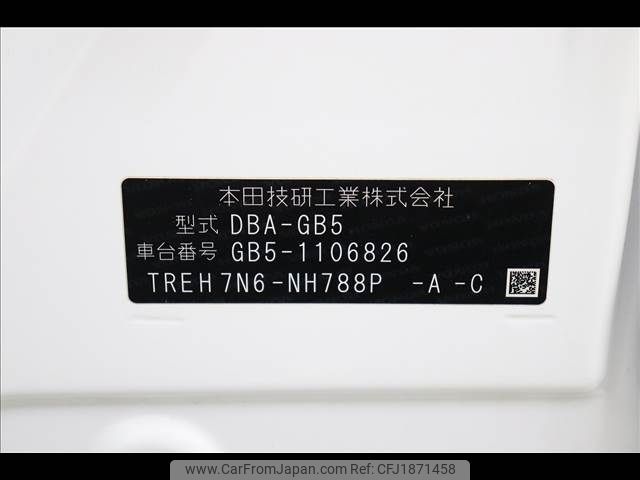 本田技研工業株式会社
型式 DBA-GB5
車台番号 GB5-1106826
TREH7N6-NH788P -A -C
www.CarFromJapan.com CFJ1871458